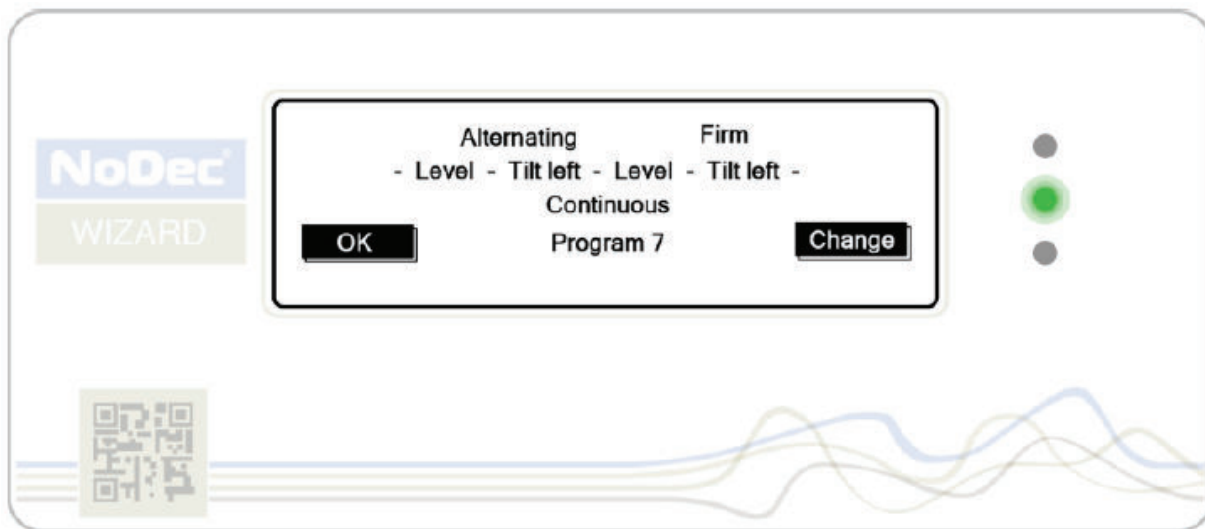 NoDec®
WIZARD
Alternating Firm
- Level - Tilt left - Level - Tilt left -
Continuous
OK Program 7 Change